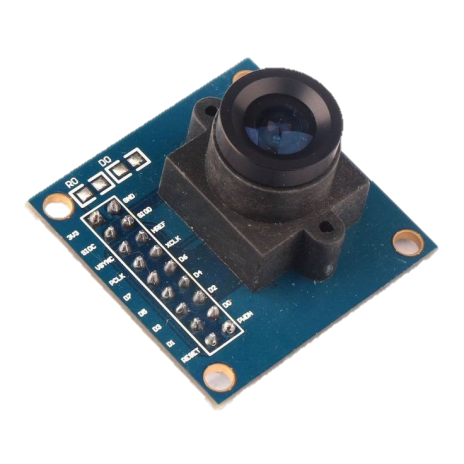 R0
D0
3V3
GND
SIOC
SIOD
VSYNC
HREF
PCLK
XCLK
D7
D6
D5
D4
D3
D2
D1
D0
RESET
PWDN